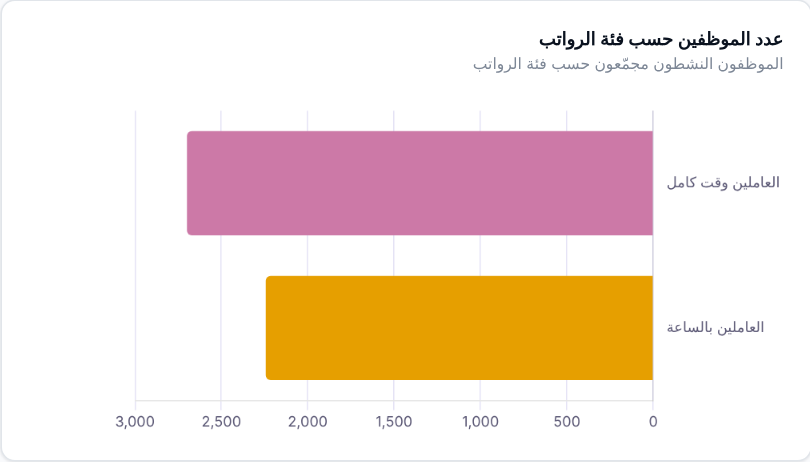 عدد الموظفين حسب فئة الرواتب
الموظفون النشطون مجمّعون حسب فئة الرواتب
العاملين وقت كامل
العاملين بالساعة
0
500
1,000
1,500
2,000
2,500
3,000